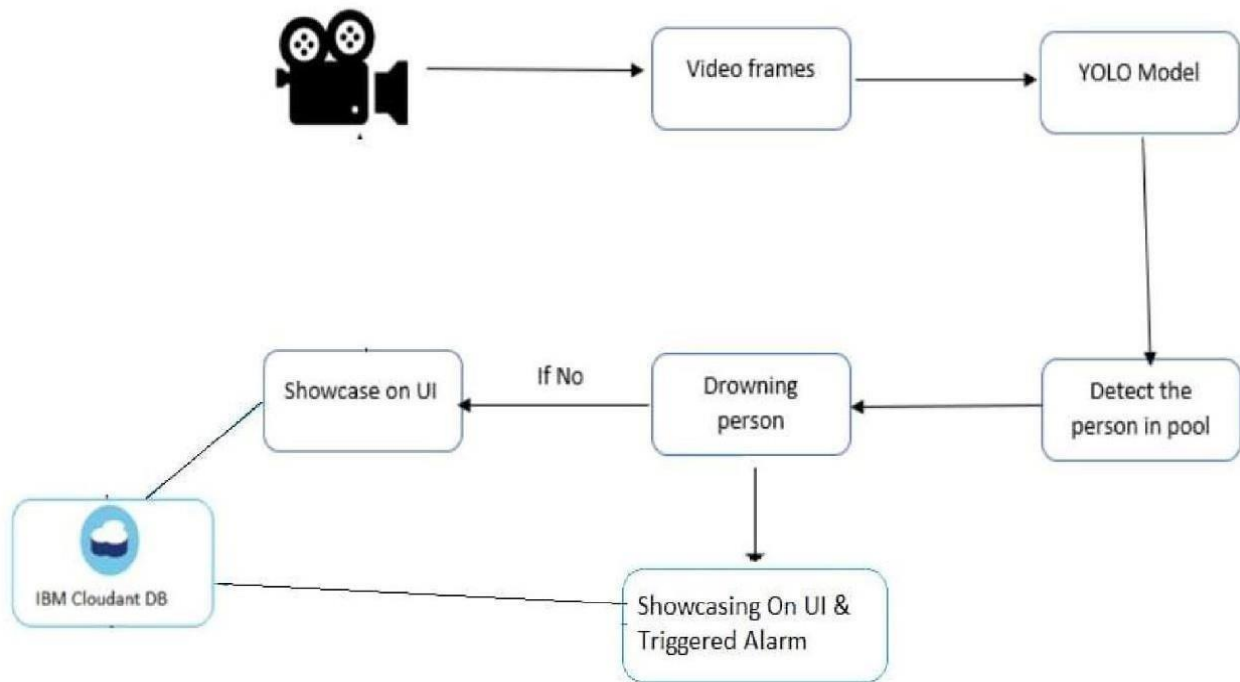 Video frames
YOLO Model
Showcase on UI
If No
Drowning
person
Detect the
person in pool
IBM Cloudant DB
Showcasing On UI &
Triggered Alarm